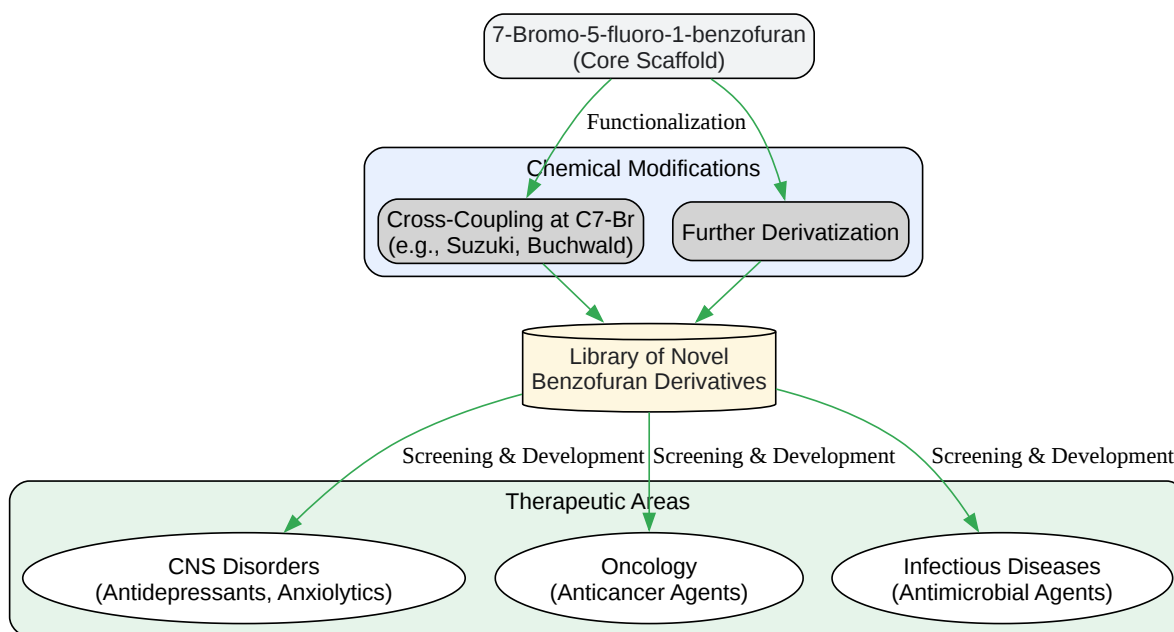 7-Bromo-5-fluoro-1-benzofuran
(Core Scaffold)
Functionalization
Chemical Modifications
Cross-Coupling at C7-Br
(e.g., Suzuki, Buchwald)
Further Derivatization
Library of Novel
Benzofuran Derivatives
Screening & Development
Screening & Development
Screening & Development
Therapeutic Areas
CNS Disorders
(Antidepressants, Anxiolytics)
Oncology
(Anticancer Agents)
Infectious Diseases
(Antimicrobial Agents)